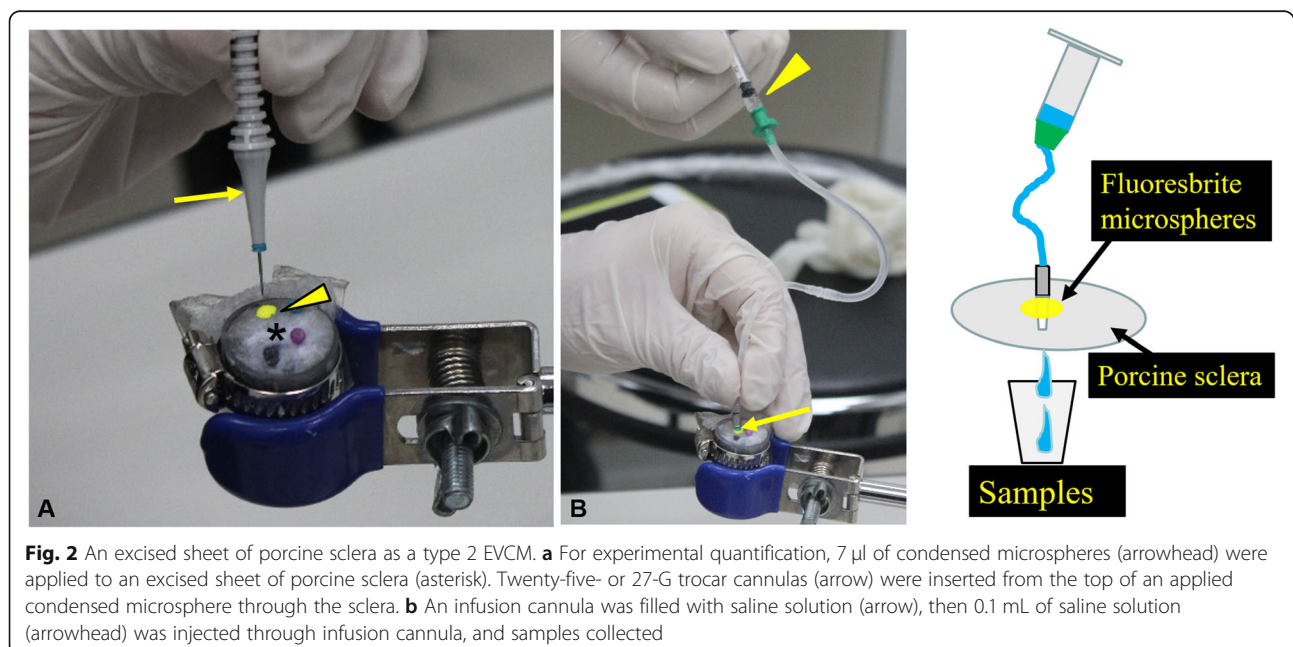 A
B
Fluoresbrite
microspheres
Porcine sclera
Samples
Fig. 2 An excised sheet of porcine sclera as a type 2 EVCM. a For experimental quantification, 7 μl of condensed microspheres (arrowhead) were
applied to an excised sheet of porcine sclera (asterisk). Twenty-five- or 27-G trocar cannulas (arrow) were inserted from the top of an applied
condensed microsphere through the sclera. b An infusion cannula was filled with saline solution (arrow), then 0.1 mL of saline solution
(arrowhead) was injected through infusion cannula, and samples collected